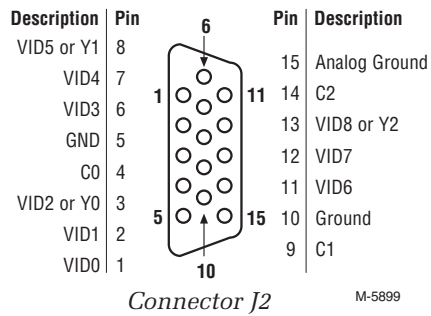 Description Pin
VID5 or Y1 8
VID4 7
VID3 6
GND 5
C0 4
VID2 or Y0 3
VID1 2
VID0 1
6
1 11
5 15
10
Pin Description
15 Analog Ground
14 C2
13 VID8 or Y2
12 VID7
11 VID6
10 Ground
9 C1
Connector J2
M-5899